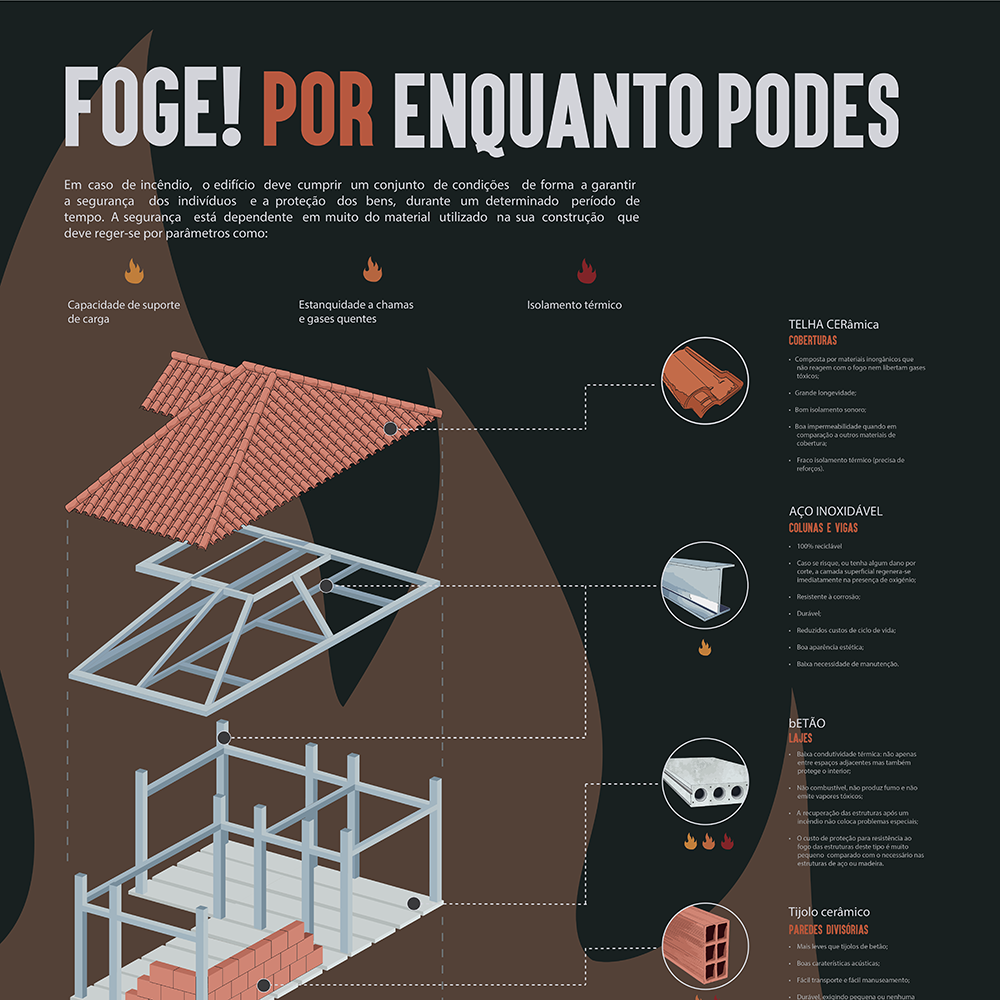 FOGE! POR ENQUANTO PODES
Em caso de incêndio, o edifício deve cumprir um conjunto de condições de forma a garantir
a segurança dos indivíduos e a proteção dos bens, durante um determinado período de
tempo. A segurança está dependente em muito do material utilizado na sua construção que
deve reger-se por parâmetros como:
Capacidade de suporte
de carga
Estanquidade a chamas
e gases quentes
Isolamento térmico
TELHA CERâmica
COBERTURAS
• Composta por materiais inorgânicos que
não reagem com o fogo nem libertam gases
tóxicos;
• Grande longevidade;
• Bom isolamento sonoro;
• Boa impermeabilidade quando em
comparação a outros materiais de
cobertura;
• Fraco isolamento térmico (precisa de
reforços).
AÇO INOXIDÁVEL
COLUNAS E VIGAS
• 100% reciclável
• Caso se risque, ou tenha algum dano por
corte, a camada superficial regenera-se
imediatamente na presença de oxigénio;
• Resistente à corrosão;
• Durável;
• Reduzidos custos de ciclo de vida;
• Boa aparência estética;
• Baixa necessidade de manutenção.
bETÃO
LAJES
• Baixa condutividade térmica: não apenas
entre espaços adjacentes mas também
protege o interior;
• Não combustível, não produz fumo e não
emite vapores tóxicos;
• A recuperação das estruturas após um
incêndio não coloca problemas especiais;
• O custo de proteção para resistência ao
fogo das estruturas deste tipo é muito
pequeno comparado com o necessário nas
estruturas de aço ou madeira.
Tijolo cerâmico
PAREDES DIVISÓRIAS
• Mais leves que tijolos de betão;
• Boas caraterísticas acústicas;
• Fácil transporte e fácil manuseamento;
• Durável, exigindo pequena ou nenhuma